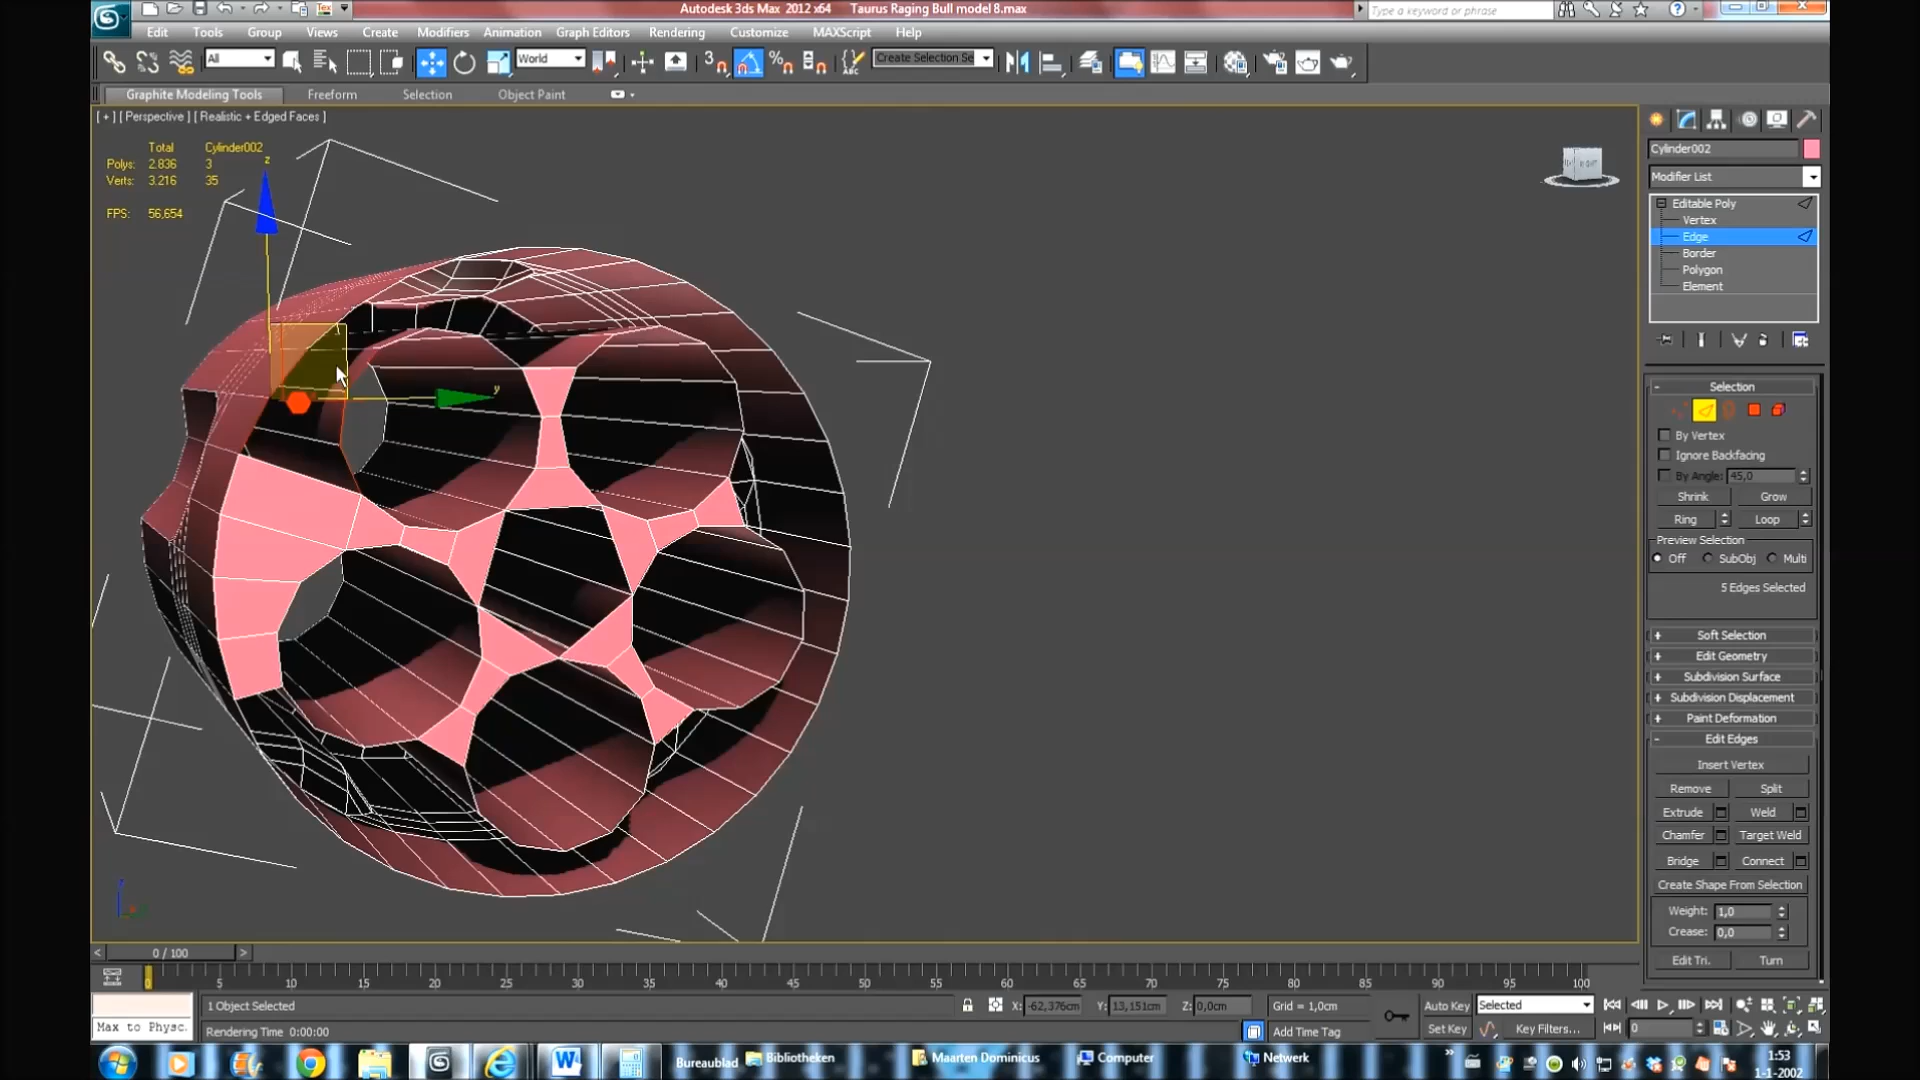 Tex
Autodesk 3ds Max 2012 x64    Taurus Raging Bull model 8.max
Type a keyword or phrase
Edit Tools Group Views Create Modifiers Animation Graph Editors Rendering Customize MAXScript Help
All
World
3
Create Selection Se
Graphite Modeling Tools Freeform Selection Object Paint
[ + ] [ Perspective ] [ Realistic + Edged Faces ]
Total Cylinder002
Polys: 2.836 3
Verts: 3.216 35
FPS: 56,654
z
y
Cylinder002
Modifier List
Editable Poly
Vertex
Edge
Border
Polygon
Element
- Selection
By Vertex
Ignore Backfacing
By Angle: 45,0
Shrink Grow
Ring Loop
Preview Selection
Off SubObj Multi
5 Edges Selected
+ Soft Selection
+ Edit Geometry
+ Subdivision Surface
+ Subdivision Displacement
+ Paint Deformation
- Edit Edges
Insert Vertex
Remove Split
Extrude Weld
Chamfer Target Weld
Bridge Connect
Create Shape From Selection
Weight: 1,0
Crease: 0,0
Edit Tri. Turn
< 0 / 100 >
0 5 10 15 20 25 30 35 40 45 50 55 60 65 70 75 80 85 90 95 100
1 Object Selected X: -62,376cm Y: 13,151cm Z: 0,0cm Grid = 1,0cm Auto Key Selected
Max to Physc. Rendering Time 0:00:00 Add Time Tag Set Key Key Filters... 0
Bureaublad Bibliotheken Maarten Dominicus Computer Netwerk » 1:53
1-1-2002